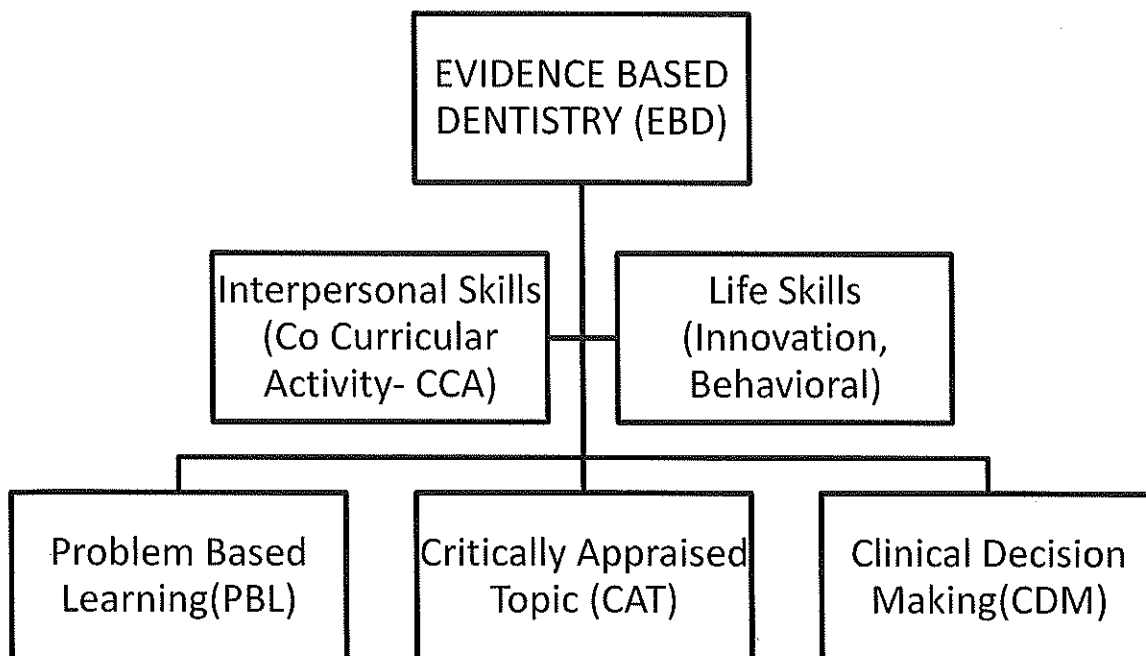 EVIDENCE BASED
DENTISTRY (EBD)
Interpersonal Skills
(Co Curricular
Activity- CCA)
Life Skills
(Innovation,
Behavioral)
Problem Based
Learning(PBL)
Critically Appraised
Topic (CAT)
Clinical Decision
Making(CDM)